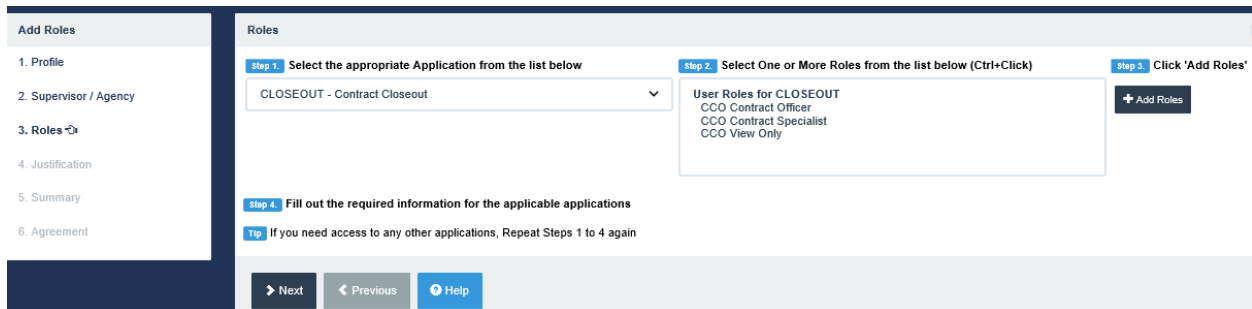 Add Roles
1. Profile
2. Supervisor / Agency
3. Roles
4. Justification
5. Summary
6. Agreement
Roles
Step 1. Select the appropriate Application from the list below
CLOSEOUT - Contract Closeout
Step 2. Select One or More Roles from the list below (Ctrl+Click)
User Roles for CLOSEOUT
CCO Contract Officer
CCO Contract Specialist
CCO View Only
Step 3. Click 'Add Roles'
Add Roles
Step 4. Fill out the required information for the applicable applications
Tip If you need access to any other applications, Repeat Steps 1 to 4 again
Next
Previous
Help